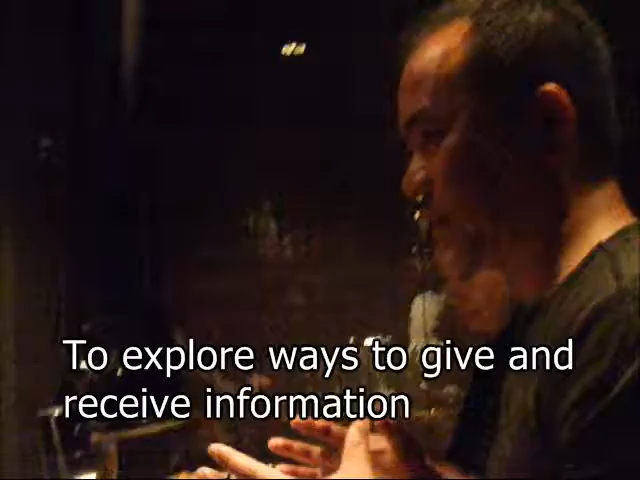 To explore ways to give and
receive information